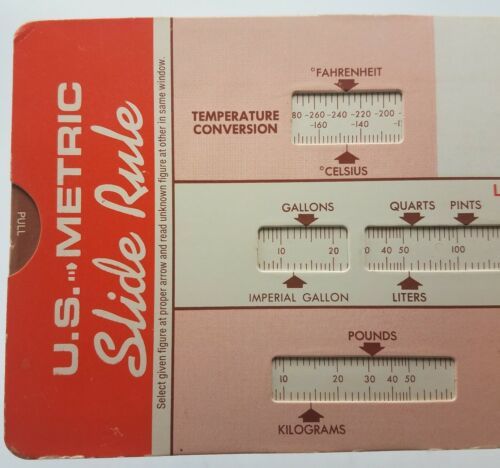 U.S. METRIC
Slide Rule
Select given figure at proper arrow and read unknown figure at other, in same window.
PULL
°FAHRENHEIT
TEMPERATURE
CONVERSION
80 -260 -240 -220 -200
-160 -140
°CELSIUS
L
GALLONS QUARTS PINTS
10 20 0 40 50 100
IMPERIAL GALLON LITERS
POUNDS
10 20 30 40 50
KILOGRAMS